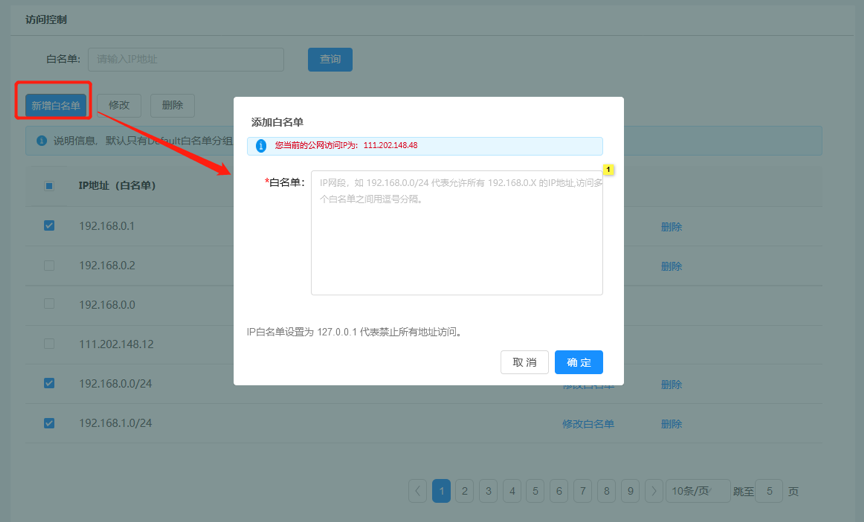 访问控制
白名单: 请输入IP地址 查询
新增白名单 修改 删除
说明信息，默认只有Default白名单分组
IP地址（白名单）
192.168.0.1 删除
192.168.0.2 删除
192.168.0.0
111.202.148.12
192.168.0.0/24 删除
192.168.1.0/24 修改白名单 删除
添加白名单
您当前的公网访问IP为: 111.202.148.48
*白名单:
IP网段，如 192.168.0.0/24 代表允许所有 192.168.0.X 的IP地址,访问多
个白名单之间用逗号分隔。
1
IP白名单设置为 127.0.0.1 代表禁止所有地址访问。
取 消 确 定
1 2 3 4 5 6 7 8 9 10条/页 跳至 5 页